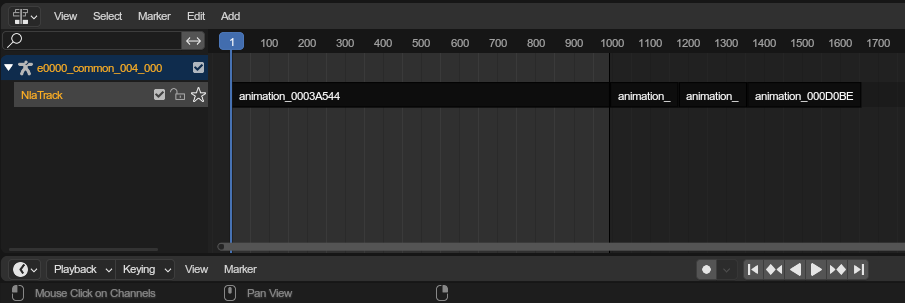 View Select Marker Edit Add
1 100 200 300 400 500 600 700 800 900 1000 1100 1200 1300 1400 1500 1600 1700
e0000_common_004_000
NlaTrack animation_0003A544 animation_ animation_ animation_000D0BE
Playback Keying View Marker
Mouse Click on Channels Pan View